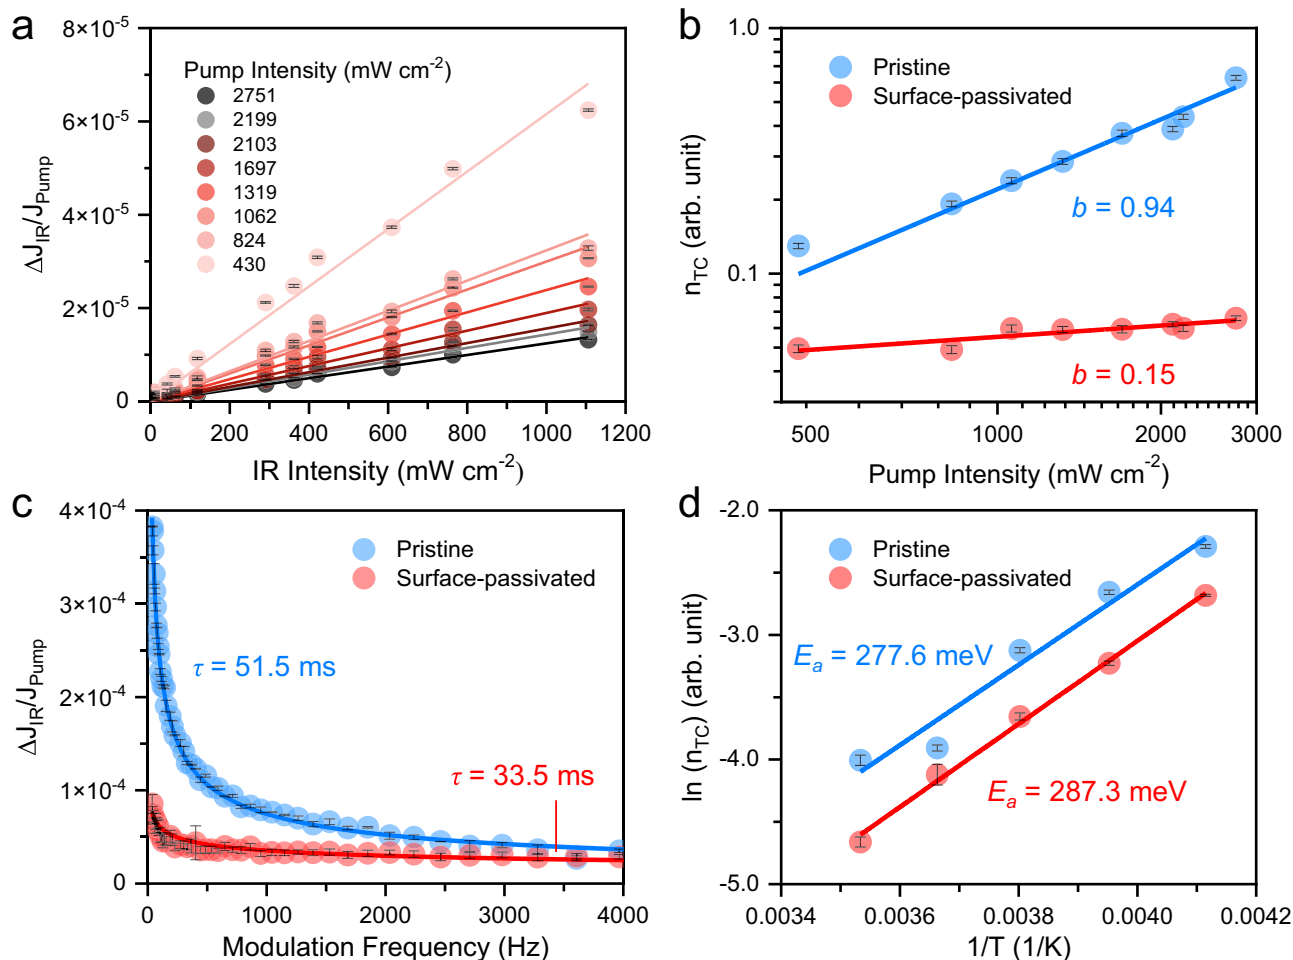 a
8×10⁻⁵
6×10⁻⁵
4×10⁻⁵
2×10⁻⁵
0
ΔJ_IR/J_Pump
Pump Intensity (mW cm⁻²)
2751
2199
2103
1697
1319
1062
824
430
0 200 400 600 800 1000 1200
IR Intensity (mW cm⁻²)
b
1.0
0.1
n_TC (arb. unit)
Pristine
Surface-passivated
b = 0.94
b = 0.15
500 1000 2000 3000
Pump Intensity (mW cm⁻²)
c
4×10⁻⁴
3×10⁻⁴
2×10⁻⁴
1×10⁻⁴
0
ΔJ_IR/J_Pump
Pristine
Surface-passivated
τ = 51.5 ms
τ = 33.5 ms
0 1000 2000 3000 4000
Modulation Frequency (Hz)
d
-2.0
-3.0
-4.0
-5.0
ln (n_TC) (arb. unit)
Pristine
Surface-passivated
E_a = 277.6 meV
E_a = 287.3 meV
0.0034 0.0036 0.0038 0.0040 0.0042
1/T (1/K)